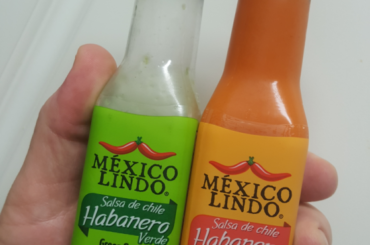 MÉXICO
LINDO®
Salsa de chile
Habanero
Verde
MÉXICO
LINDO®
Salsa de chile